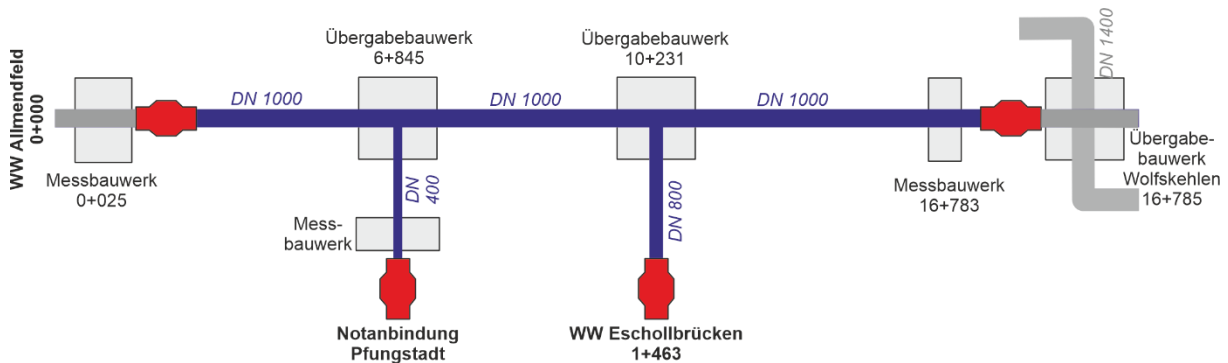 WW Allmendfeld
0+000
Messbauwerk
0+025
DN 1000
Übergabebauwerk
6+845
DN 1000
Übergabebauwerk
10+231
DN 1000
DN 1400
Messbauwerk
16+783
Übergabe-
bauwerk
Wolfskehlen
16+785
DN
400
Mess-
bauwerk
DN 800
Notanbindung
Pfungstadt
WW Eschollbrücken
1+463